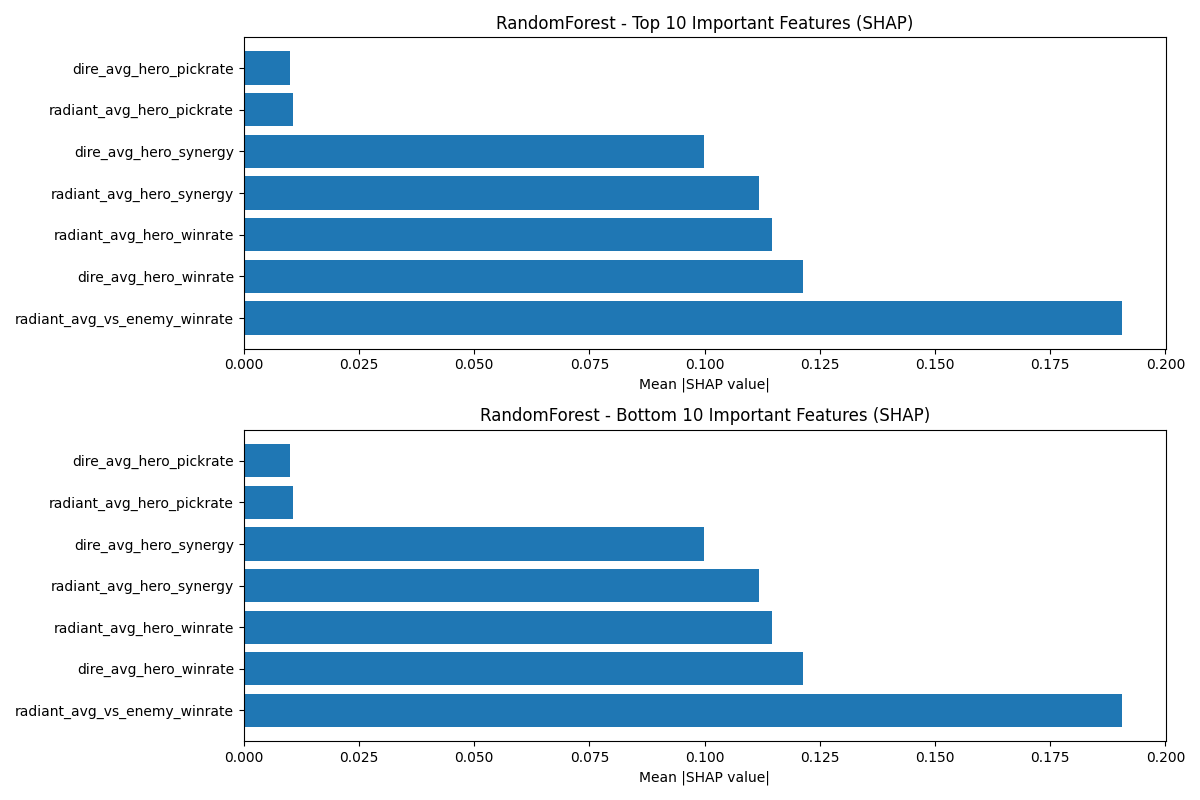 RandomForest - Top 10 Important Features (SHAP)
dire_avg_hero_pickrate
radiant_avg_hero_pickrate
dire_avg_hero_synergy
radiant_avg_hero_synergy
radiant_avg_hero_winrate
dire_avg_hero_winrate
radiant_avg_vs_enemy_winrate
0.000 0.025 0.050 0.075 0.100 0.125 0.150 0.175 0.200
Mean |SHAP value|
RandomForest - Bottom 10 Important Features (SHAP)
dire_avg_hero_pickrate
radiant_avg_hero_pickrate
dire_avg_hero_synergy
radiant_avg_hero_synergy
radiant_avg_hero_winrate
dire_avg_hero_winrate
radiant_avg_vs_enemy_winrate
0.000 0.025 0.050 0.075 0.100 0.125 0.150 0.175 0.200
Mean |SHAP value|